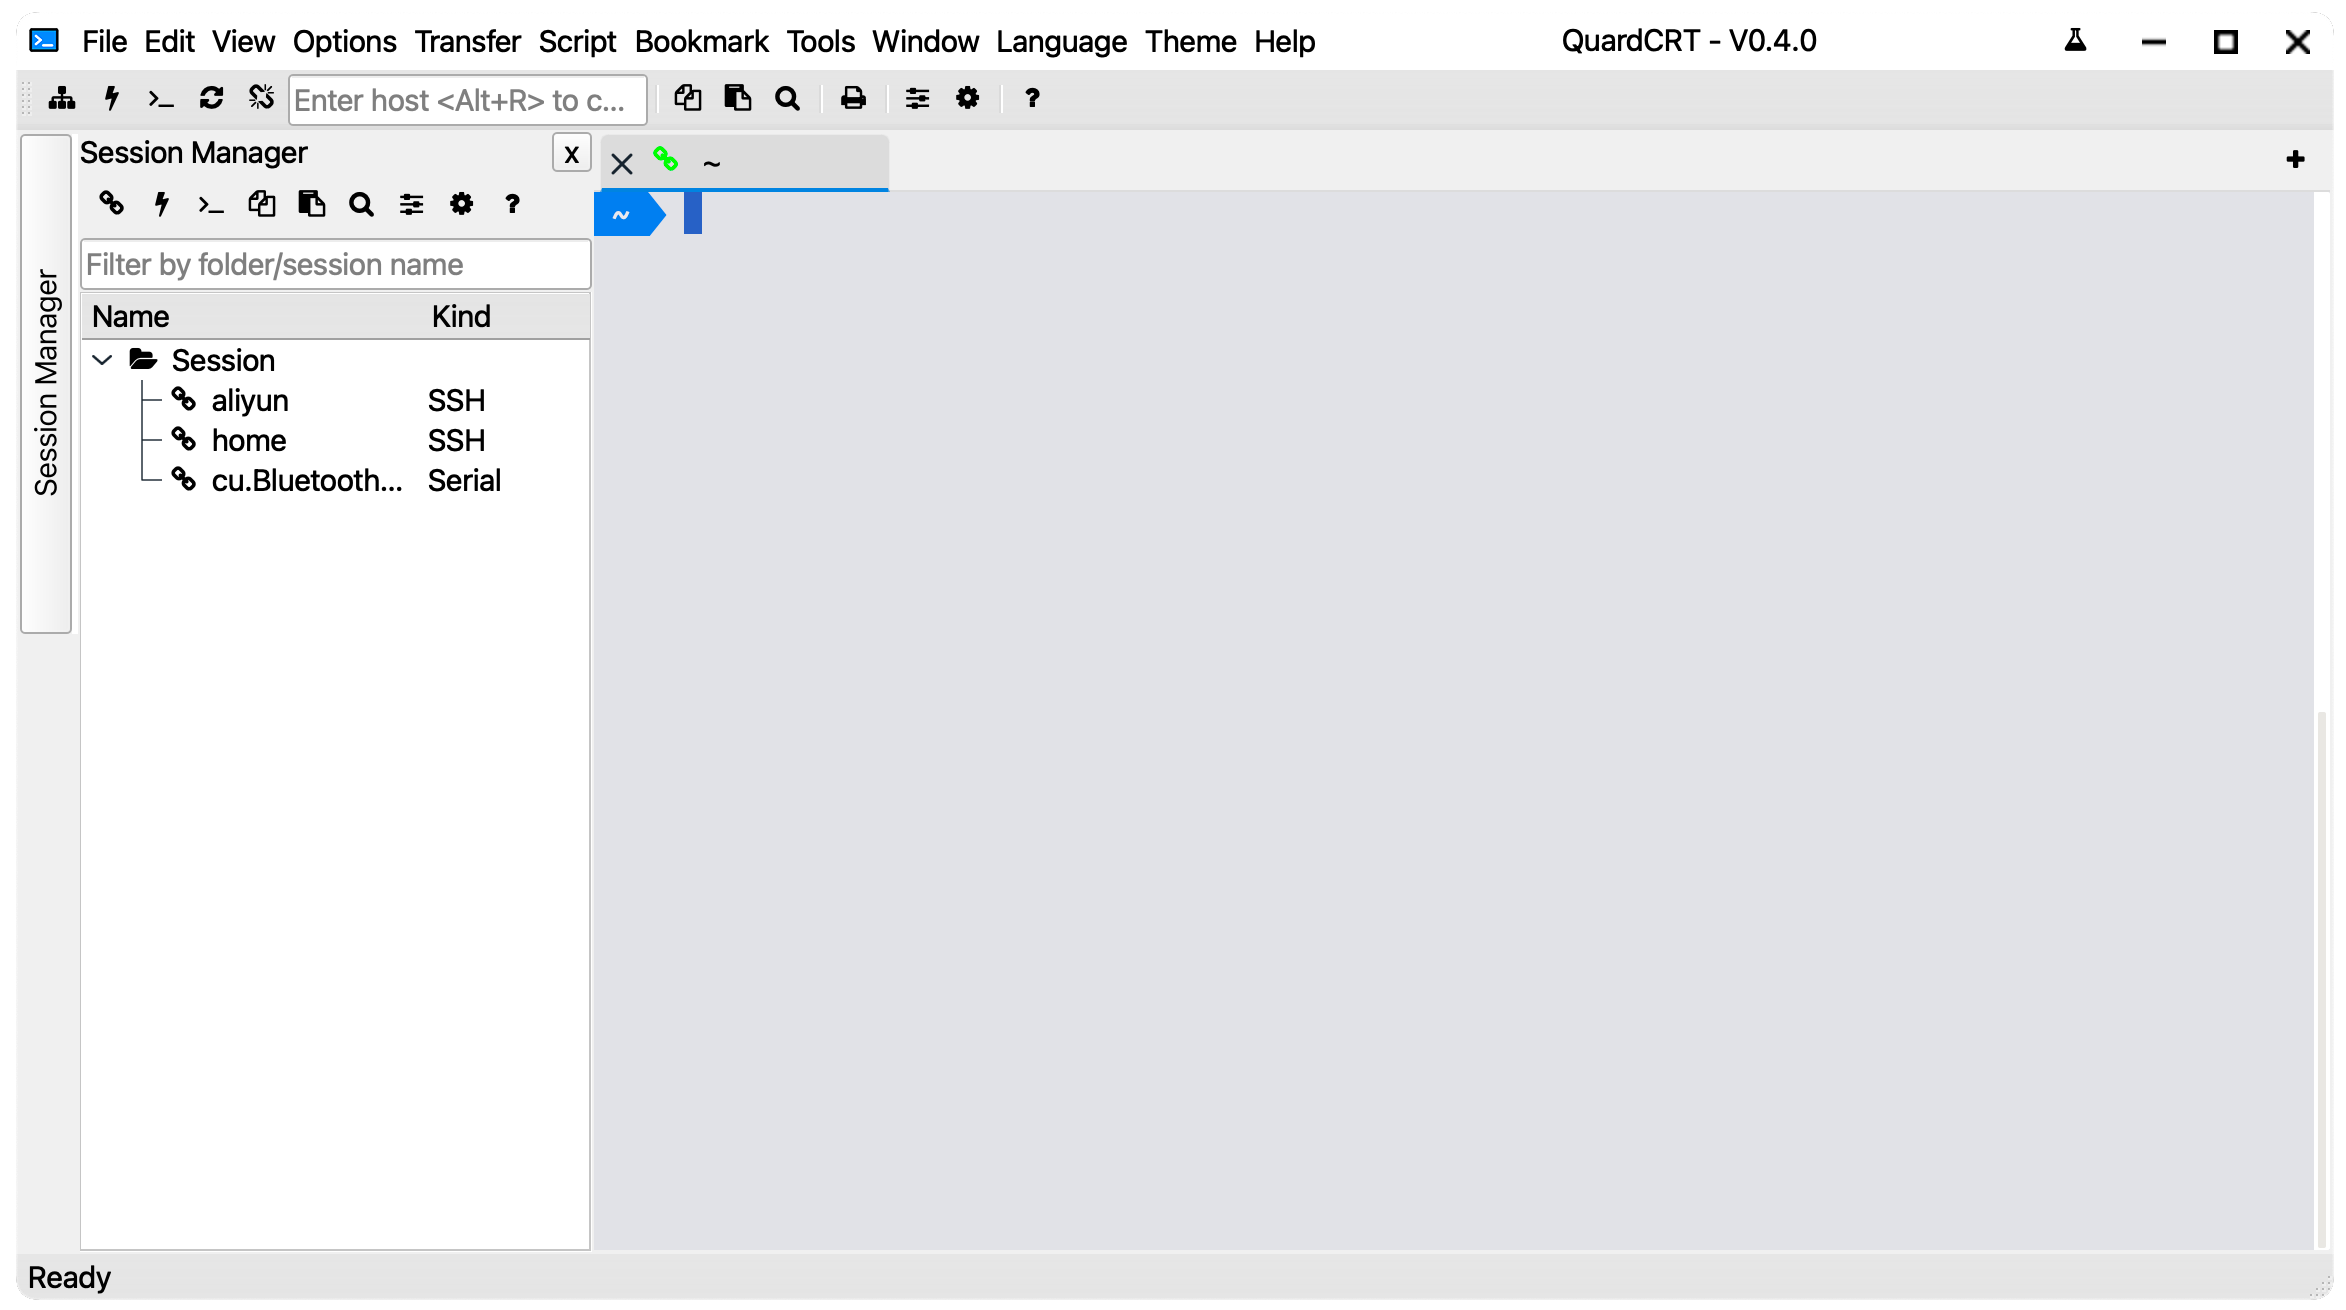 File Edit View Options Transfer Script Bookmark Tools Window Language Theme Help
QuardCRT - V0.4.0
Enter host <Alt+R> to c...
?
Session Manager
Session Manager
x
~
?
Filter by folder/session name
Name Kind
Session
aliyun SSH
home SSH
cu.Bluetooth... Serial
~
Ready